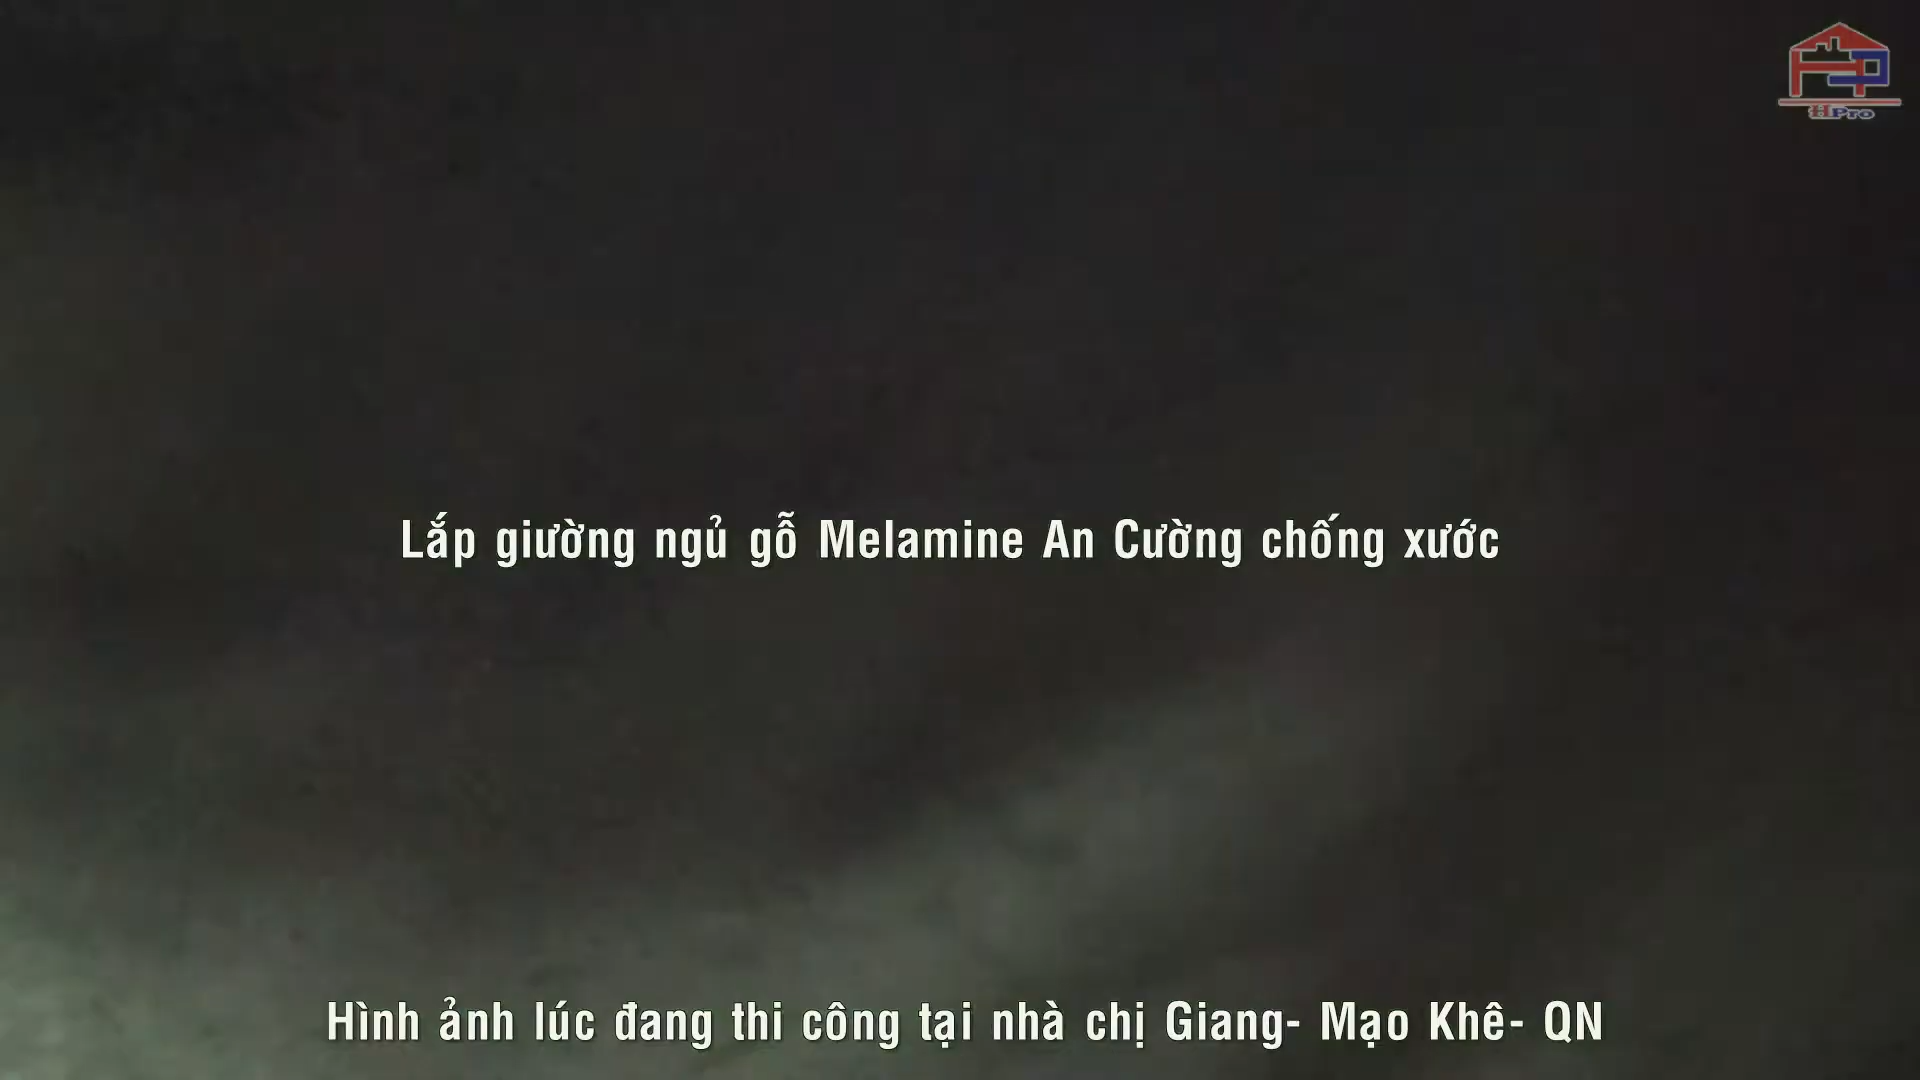 HPro
Lắp giường ngủ gỗ Melamine An Cường chống xước
Hình ảnh lúc đang thi công tại nhà chị Giang- Mạo Khê- QN